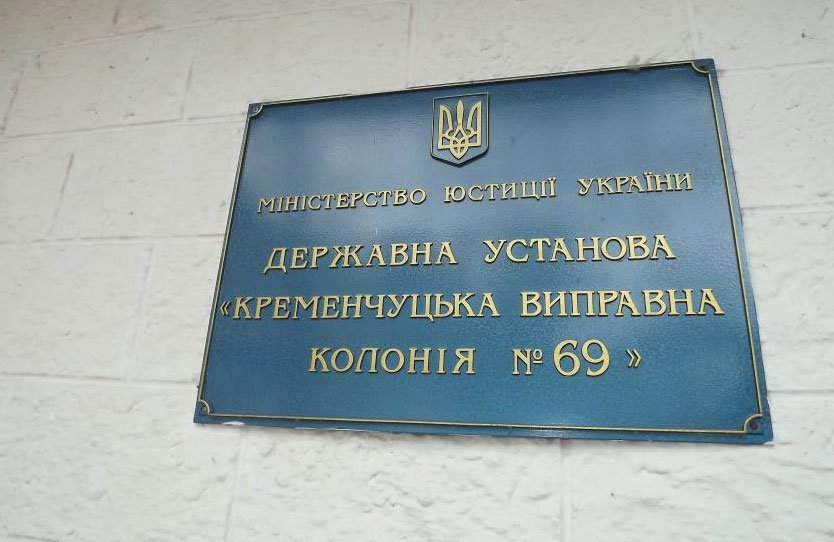 МІНІСТЕРСТВО ЮСТИЦІЇ УКРАЇНИ
ДЕРЖАВНА УСТАНОВА
«КРЕМЕНЧУЦЬКА ВИПРАВНА
КОЛОНІЯ №69»